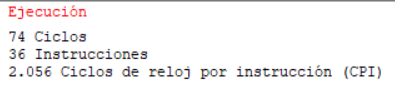 Ejecución
74 Ciclos
36 Instrucciones
2.056 Ciclos de reloj por instrucción (CPI)